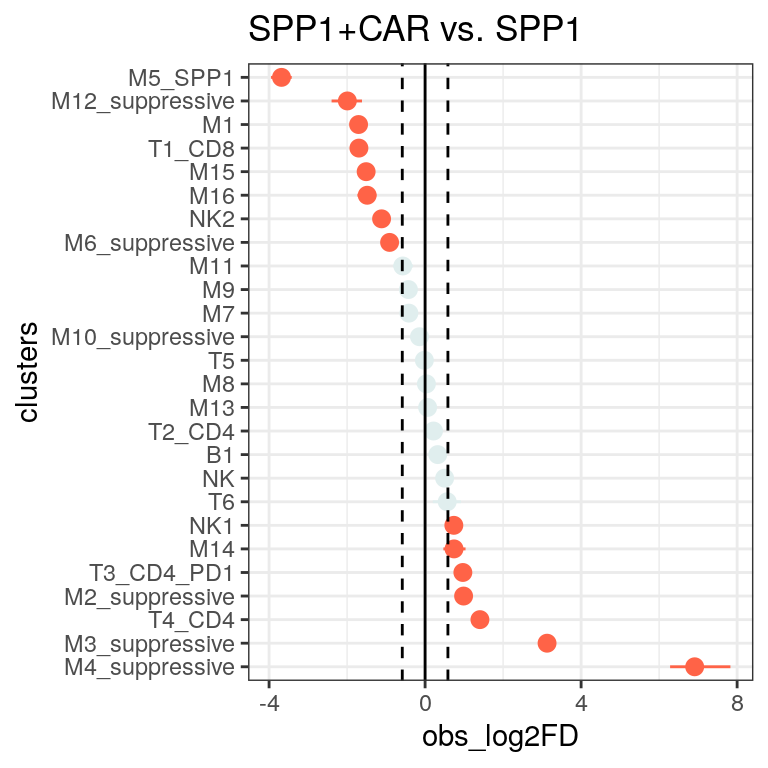 SPP1+CAR vs. SPP1
clusters
M5_SPP1
M12_suppressive
M1
T1_CD8
M15
M16
NK2
M6_suppressive
M11
M9
M7
M10_suppressive
T5
M8
M13
T2_CD4
B1
NK
T6
NK1
M14
T3_CD4_PD1
M2_suppressive
T4_CD4
M3_suppressive
M4_suppressive
-4 0 4 8
obs_log2FD